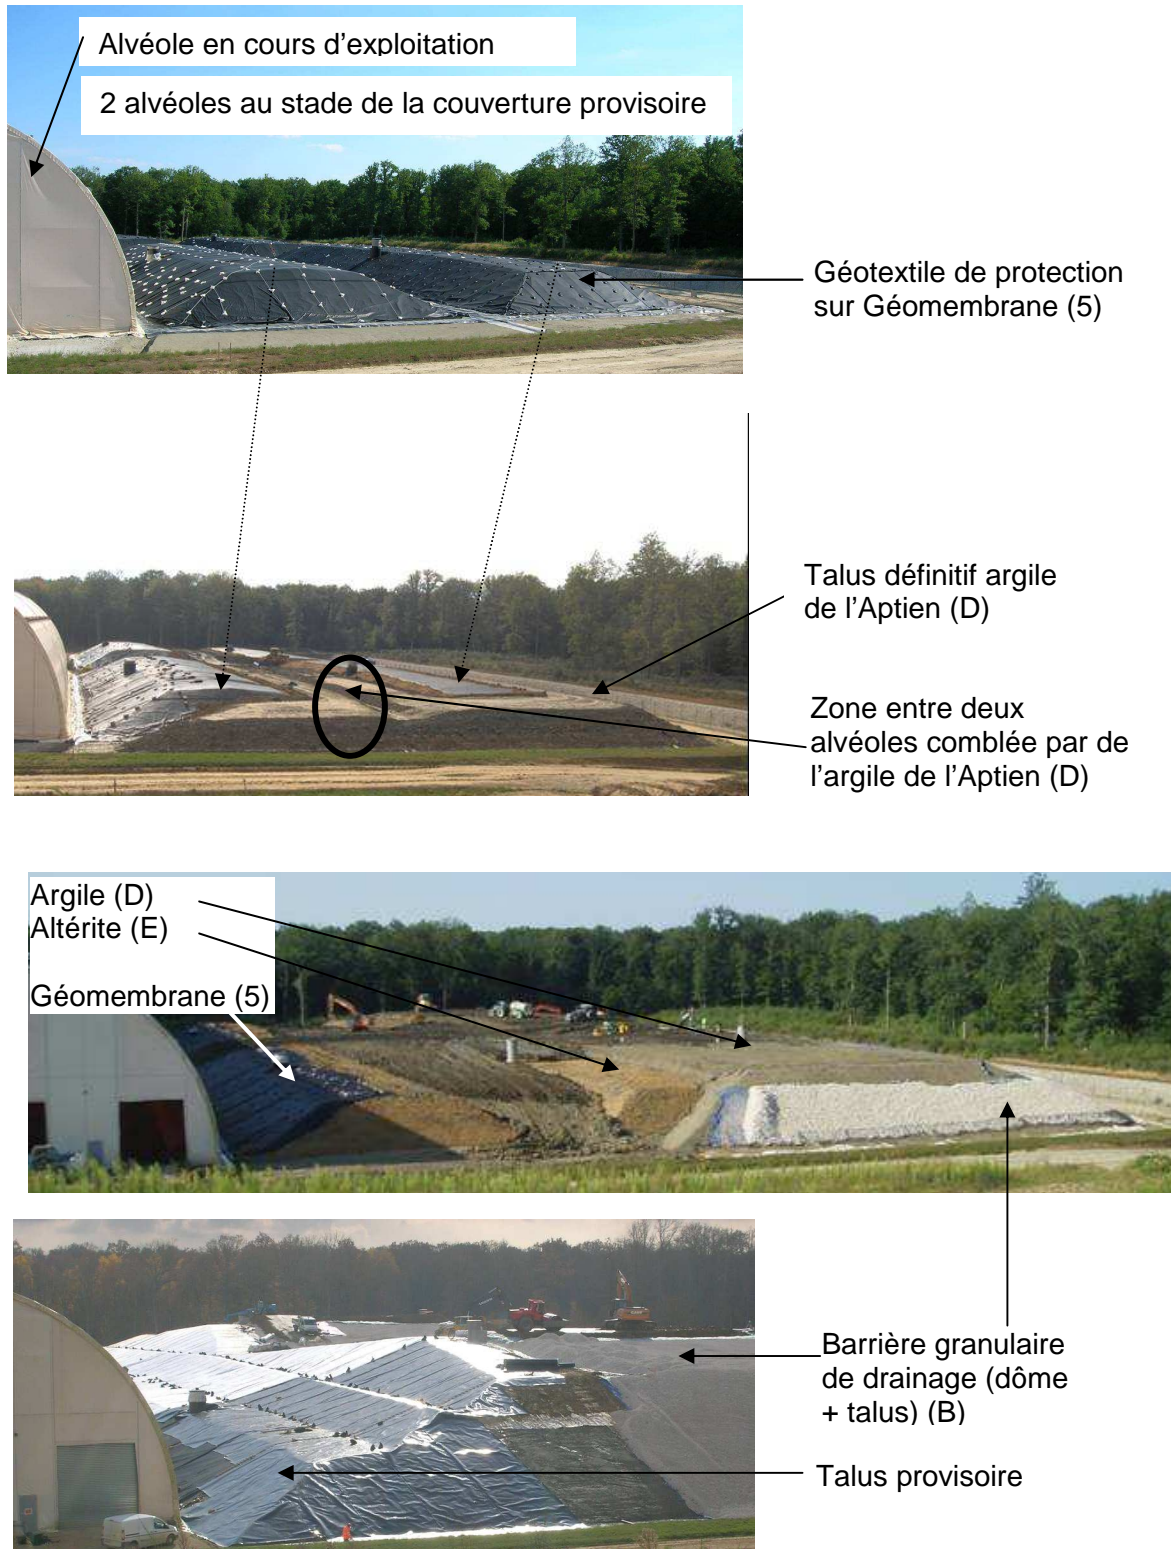 Alvéole en cours d’exploitation
2 alvéoles au stade de la couverture provisoire
Géotextile de protection
sur Géomembrane (5)
Talus définitif argile
de l’Aptien (D)
Zone entre deux
alvéoles comblée par de
l’argile de l’Aptien (D)
Argile (D)
Altérite (E)
Géomembrane (5)
Barrière granulaire
de drainage (dôme
+ talus) (B)
Talus provisoire